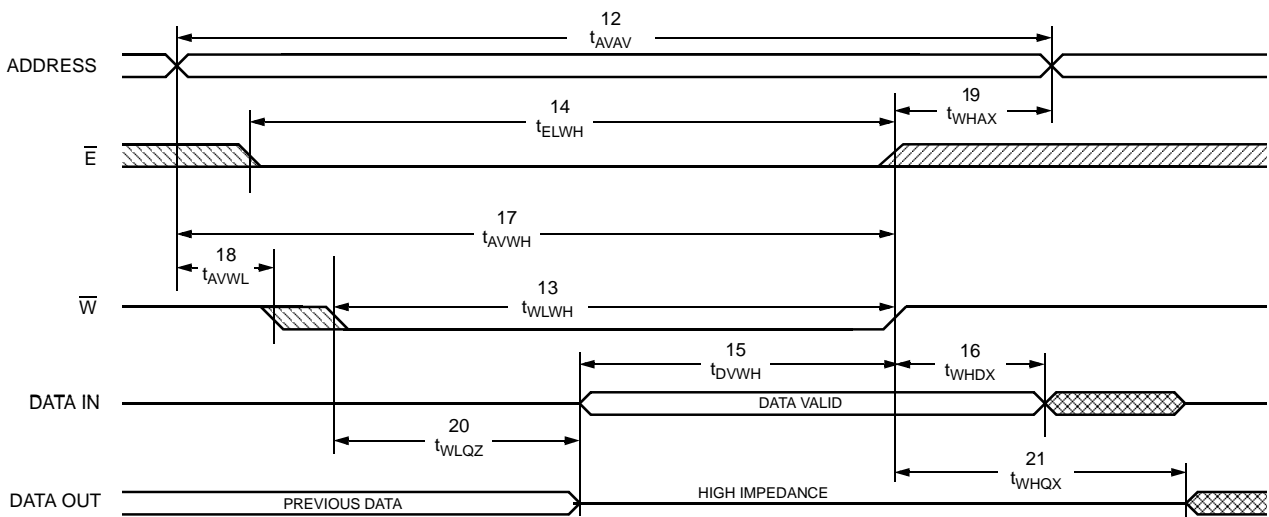 12
tAVAV
ADDRESS
14
tELWH
19
tWHAX
E
17
tAVWH
18
tAVWL
13
tWLWH
W
15
tDVWH
16
tWHDX
DATA IN
DATA VALID
20
tWLQZ
21
tWHQX
DATA OUT
PREVIOUS DATA
HIGH IMPEDANCE